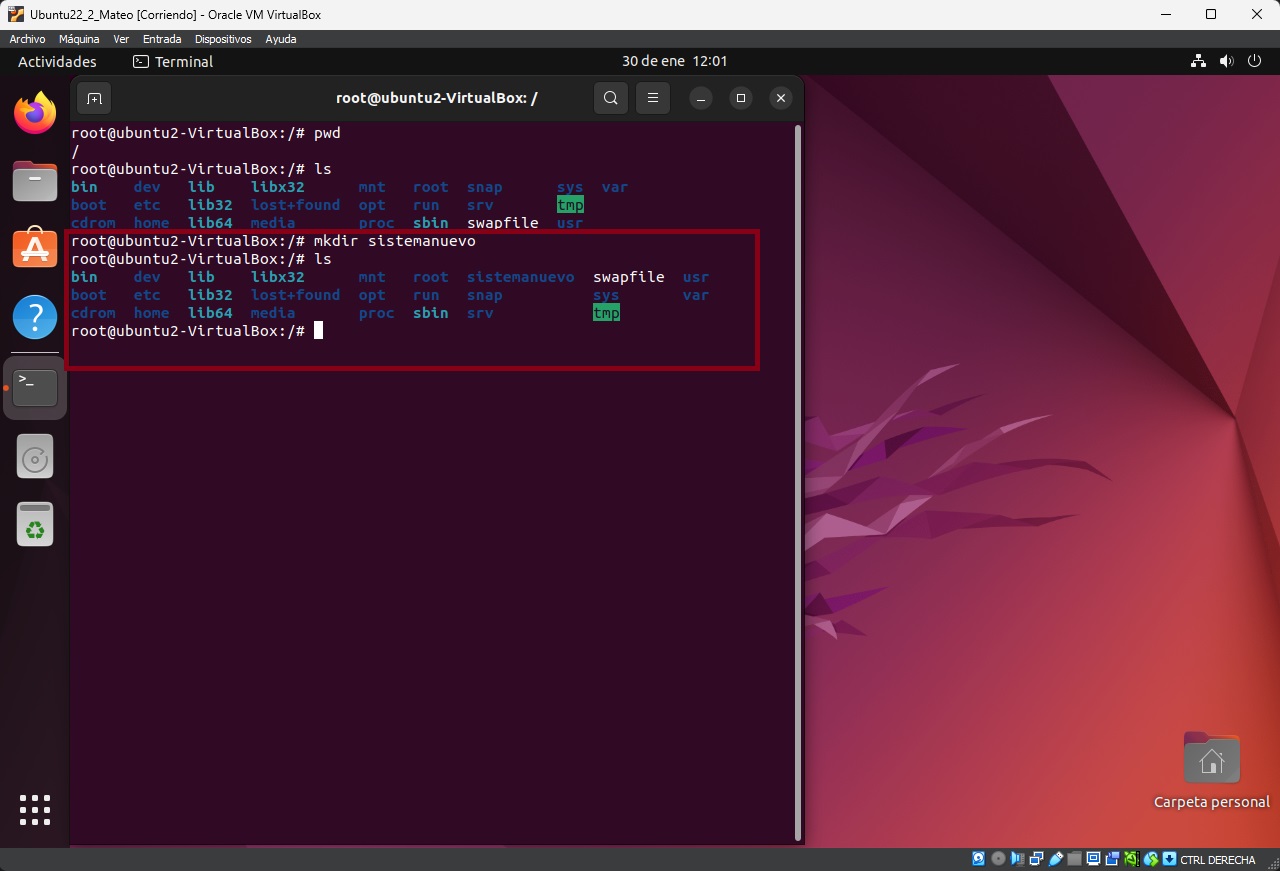 Ubuntu22_2_Mateo [Corriendo] - Oracle VM VirtualBox
Archivo Máquina Ver Entrada Dispositivos Ayuda
Actividades Terminal 30 de ene 12:01
root@ubuntu2-VirtualBox: /
root@ubuntu2-VirtualBox:/# pwd
/
root@ubuntu2-VirtualBox:/# ls
bin dev lib libx32 mnt root snap sys var
boot etc lib32 lost+found opt run srv tmp
cdrom home lib64 media proc sbin swapfile usr
root@ubuntu2-VirtualBox:/# mkdir sistemanuevo
root@ubuntu2-VirtualBox:/# ls
bin dev lib libx32 mnt root sistemanuevo swapfile usr
boot etc lib32 lost+found opt run snap sys var
cdrom home lib64 media proc sbin srv tmp
root@ubuntu2-VirtualBox:/#
Carpeta personal
CTRL DERECHA